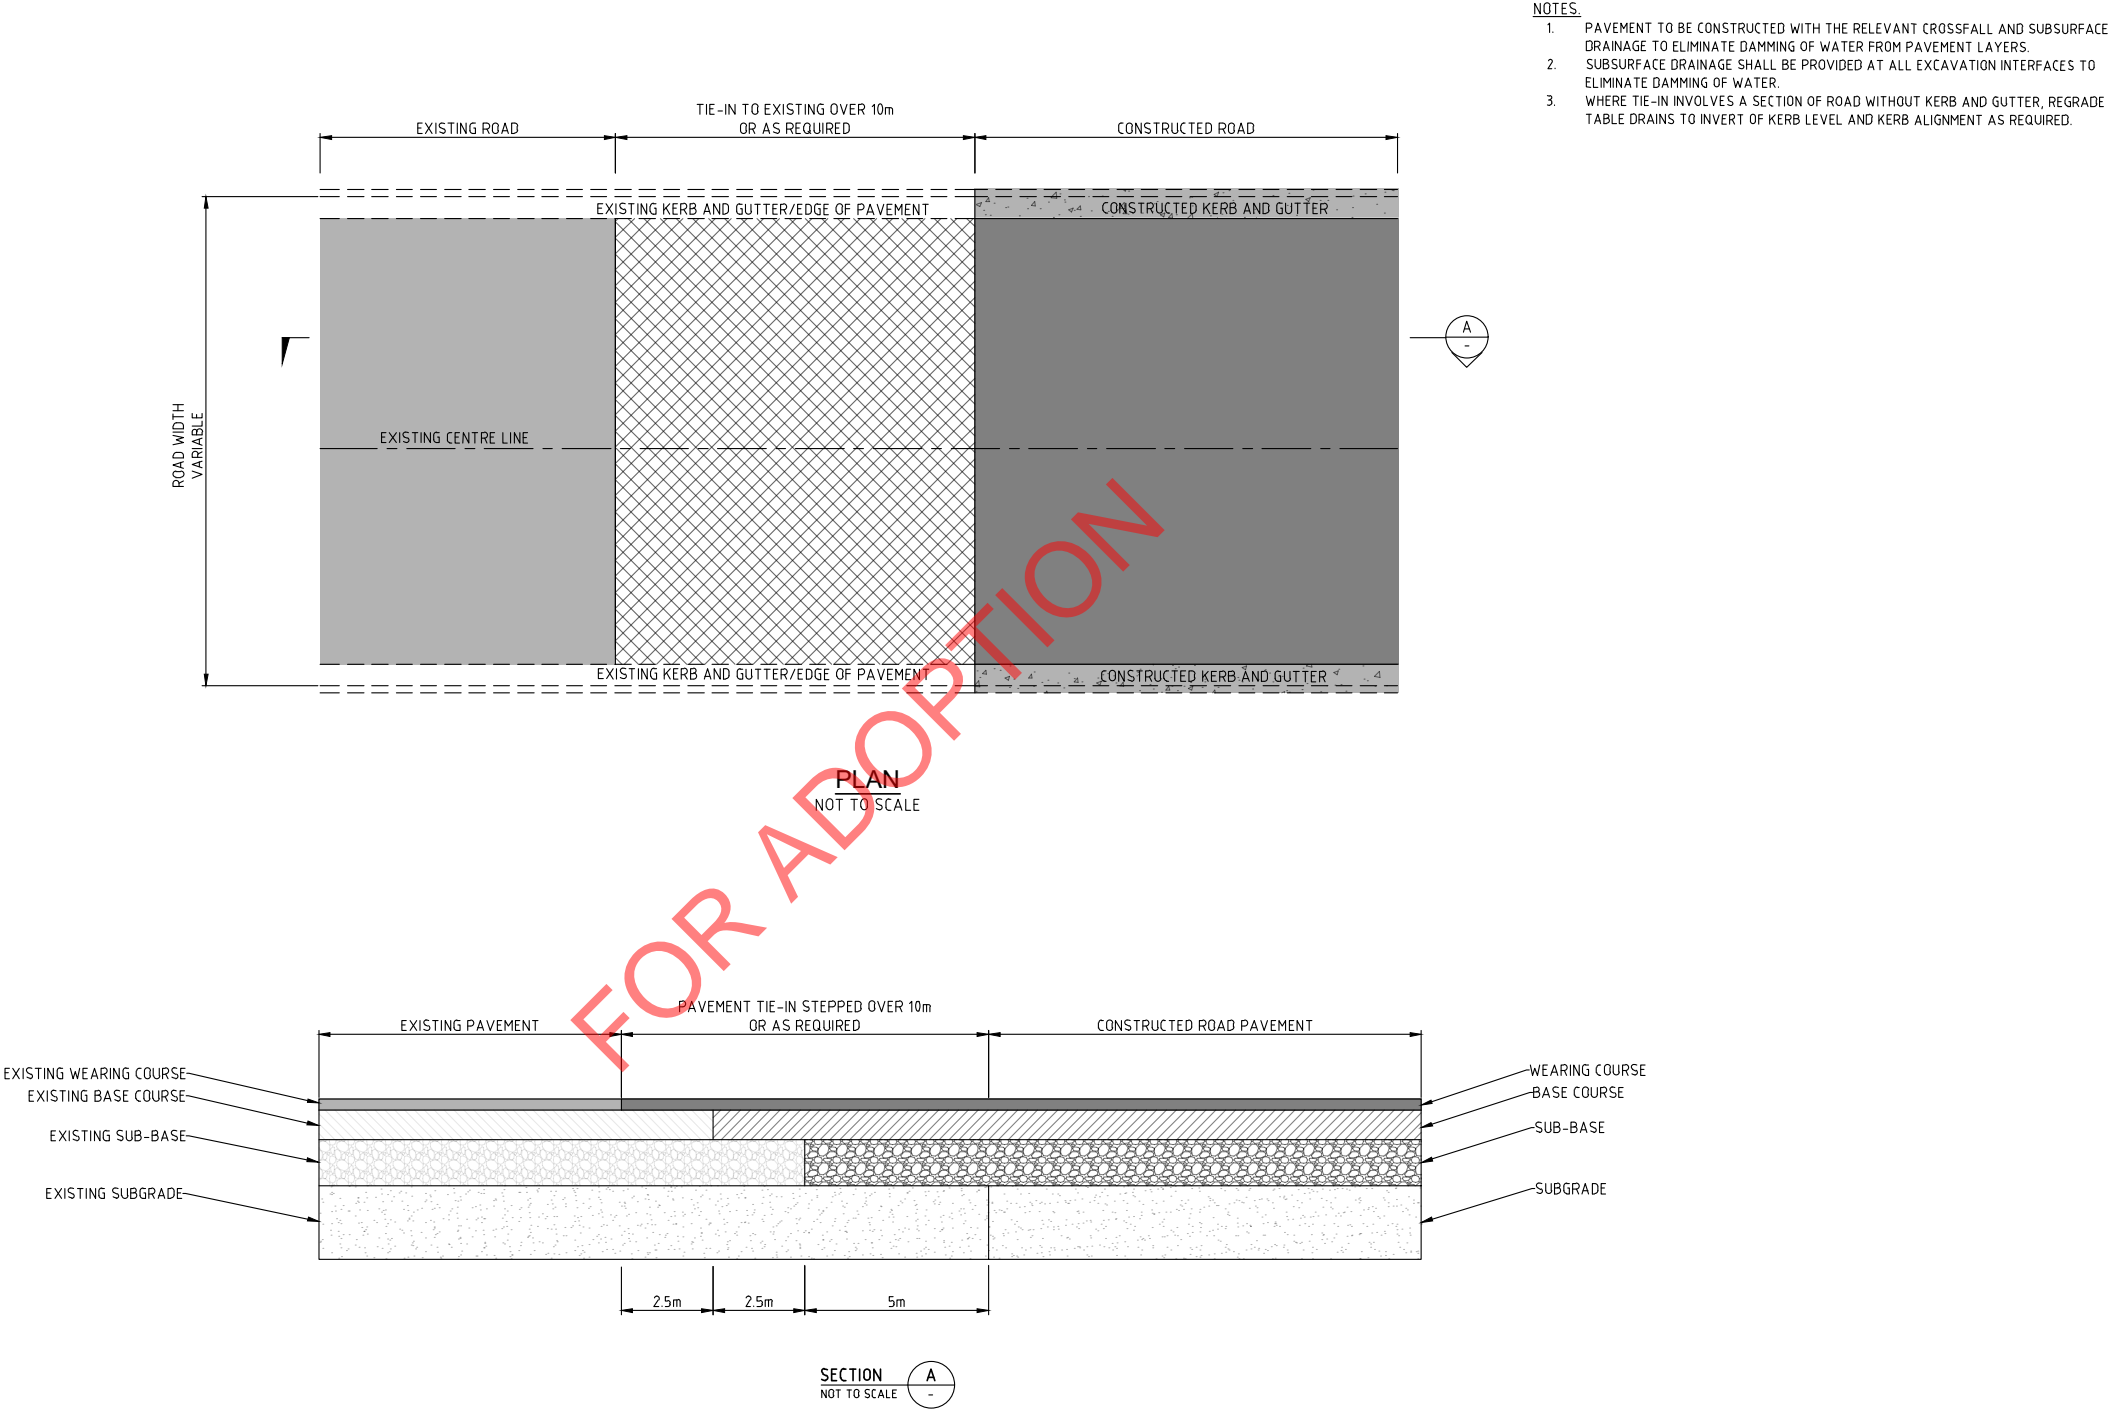 NOTES.
1. PAVEMENT TO BE CONSTRUCTED WITH THE RELEVANT CROSSFALL AND SUBSURFACE
DRAINAGE TO ELIMINATE DAMMING OF WATER FROM PAVEMENT LAYERS.
2. SUBSURFACE DRAINAGE SHALL BE PROVIDED AT ALL EXCAVATION INTERFACES TO
ELIMINATE DAMMING OF WATER.
3. WHERE TIE-IN INVOLVES A SECTION OF ROAD WITHOUT KERB AND GUTTER, REGRADE
TABLE DRAINS TO INVERT OF KERB LEVEL AND KERB ALIGNMENT AS REQUIRED.
EXISTING ROAD
TIE-IN TO EXISTING OVER 10m
OR AS REQUIRED
CONSTRUCTED ROAD
EXISTING KERB AND GUTTER/EDGE OF PAVEMENT
CONSTRUCTED KERB AND GUTTER
A
-
ROAD WIDTH
VARIABLE
EXISTING CENTRE LINE
EXISTING KERB AND GUTTER/EDGE OF PAVEMENT
CONSTRUCTED KERB AND GUTTER
FOR ADOPTION
PLAN
NOT TO SCALE
EXISTING PAVEMENT
PAVEMENT TIE-IN STEPPED OVER 10m
OR AS REQUIRED
CONSTRUCTED ROAD PAVEMENT
EXISTING WEARING COURSE
EXISTING BASE COURSE
EXISTING SUB-BASE
EXISTING SUBGRADE
WEARING COURSE
BASE COURSE
SUB-BASE
SUBGRADE
2.5m
2.5m
5m
SECTION
NOT TO SCALE
A
-